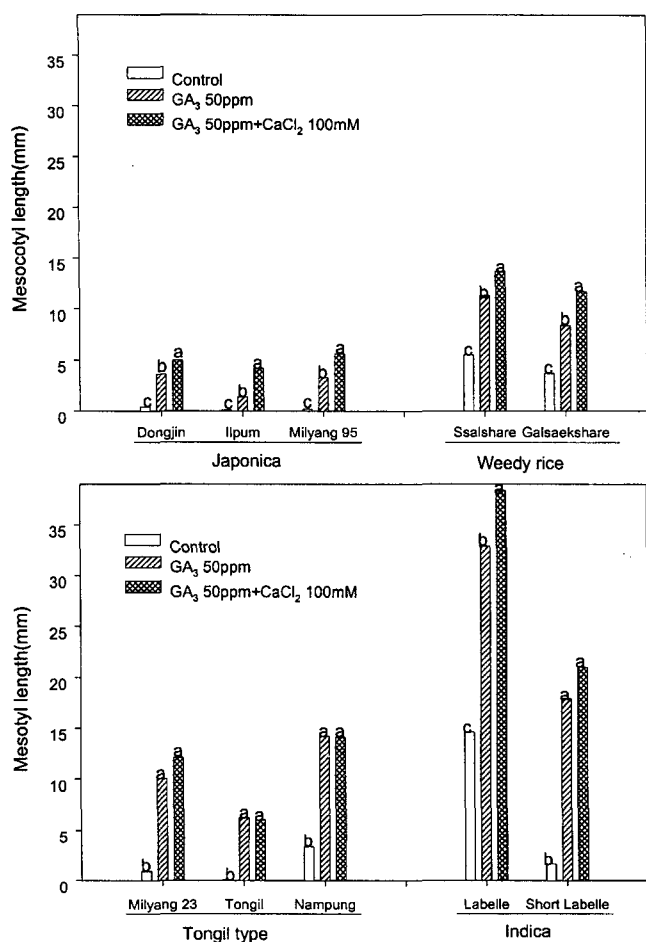 35
30
25
20
15
10
5
0
Mesocotyl length(mm)
Control
GA₃ 50ppm
GA₃ 50ppm+CaCl₂ 100mM
c b a c b a c b a c b a c b a
Dongjin Ilpum Milyang 95 Ssalshare Galsaekshare
Japonica Weedy rice
35
30
25
20
15
10
5
0
Mesotyl length(mm)
Control
GA₃ 50ppm
GA₃ 50ppm+CaCl₂ 100mM
b a a b a a b a a c b a b a a
Milyang 23 Tongil Nampung Labelle Short Labelle
Tongil type Indica